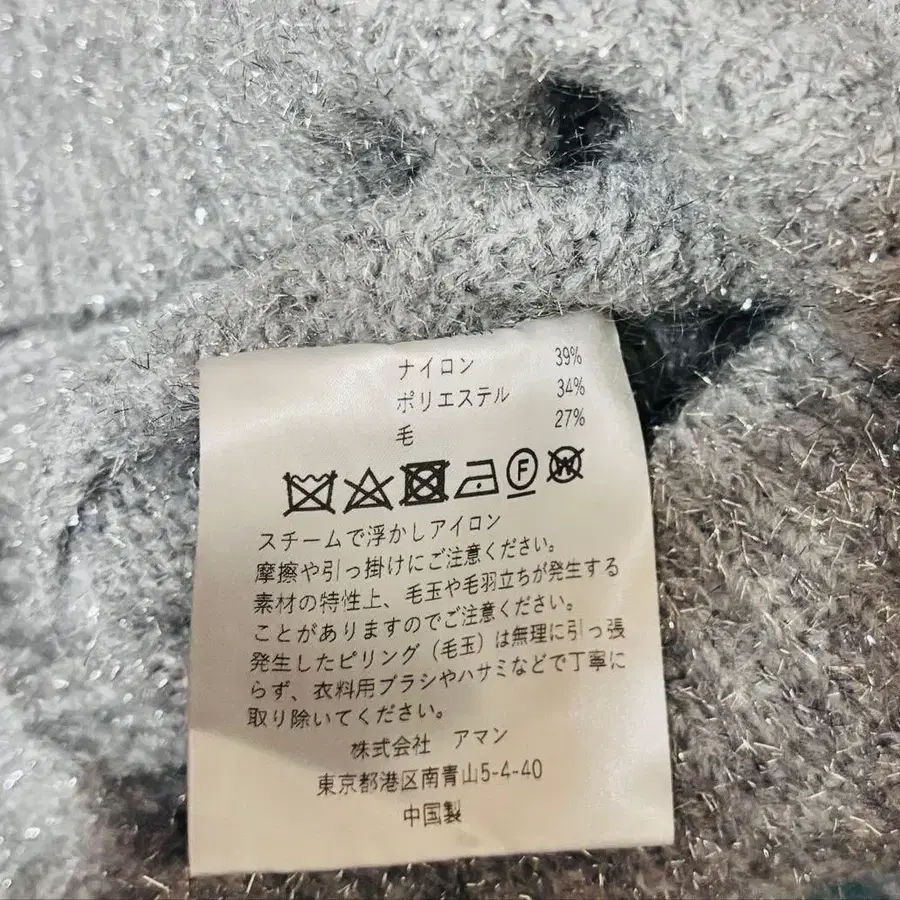 ナイロン 39%
ポリエステル 34%
毛 27%
F W
スチームで浮かしアイロン
摩擦や引っ掛けにご注意ください。
素材の特性上、毛玉や毛羽立ちが発生する
ことがありますのでご注意ください。
発生したピリング（毛玉）は無理に引っ張
らず、衣料用ブラシやハサミなどで丁寧に
取り除いてください。
株式会社 アマン
東京都港区南青山5-4-40
中国製